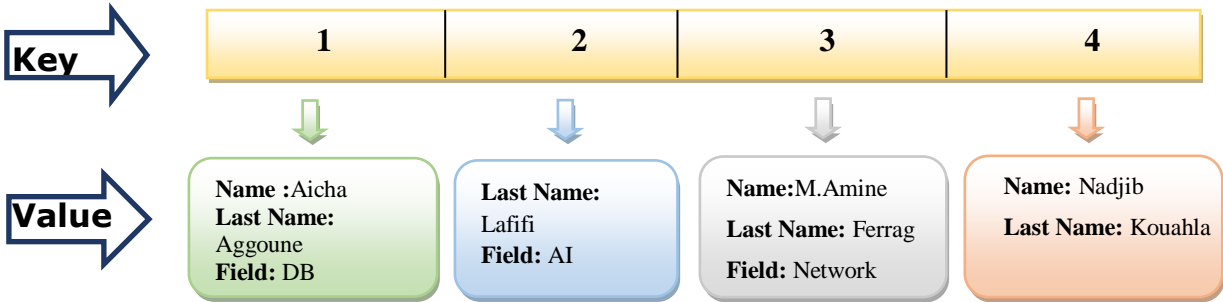 Key
1 2 3 4
Value
Name :Aicha
Last Name:
Aggoune
Field: DB
Last Name:
Lafifi
Field: AI
Name:M.Amine
Last Name: Ferrag
Field: Network
Name: Nadjib
Last Name: Kouahla